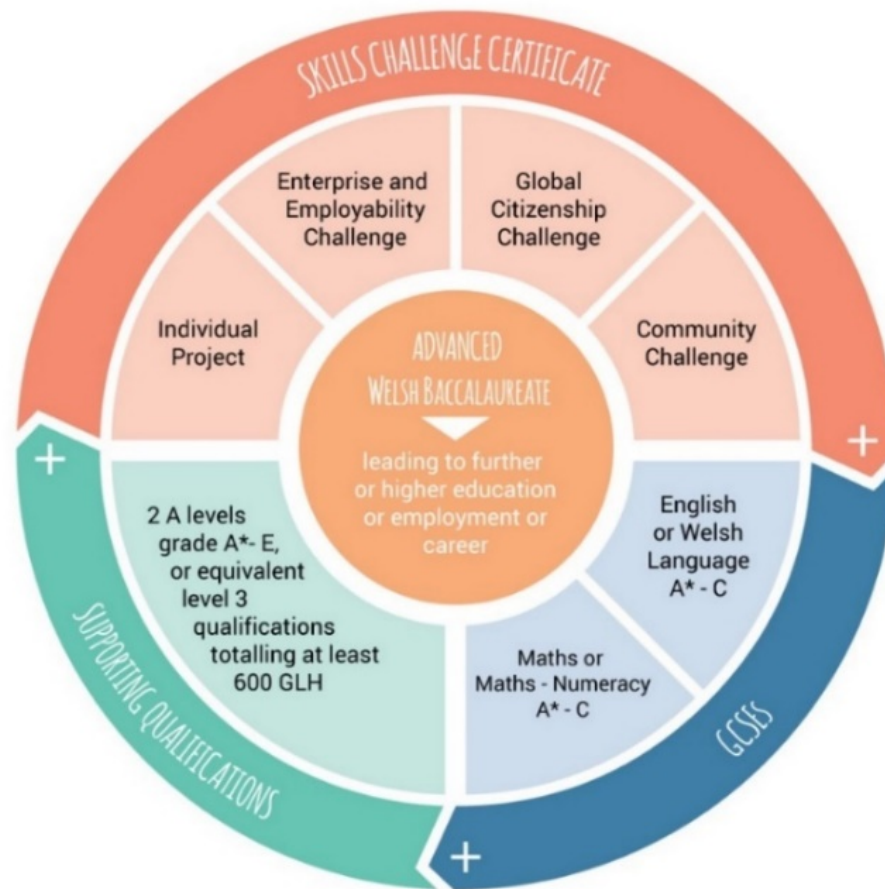 SKILLS CHALLENGE CERTIFICATE
Enterprise and
Employability
Challenge
Global
Citizenship
Challenge
Individual
Project
Community
Challenge
ADVANCED
WELSH BACCALAUREATE
leading to further
or higher education
or employment or
career
+
+
2 A levels
grade A*- E,
or equivalent
level 3
qualifications
totalling at least
600 GLH
English
or Welsh
Language
A* - C
Maths or
Maths - Numeracy
A* - C
SUPPORTING QUALIFICATIONS
GCSES
+